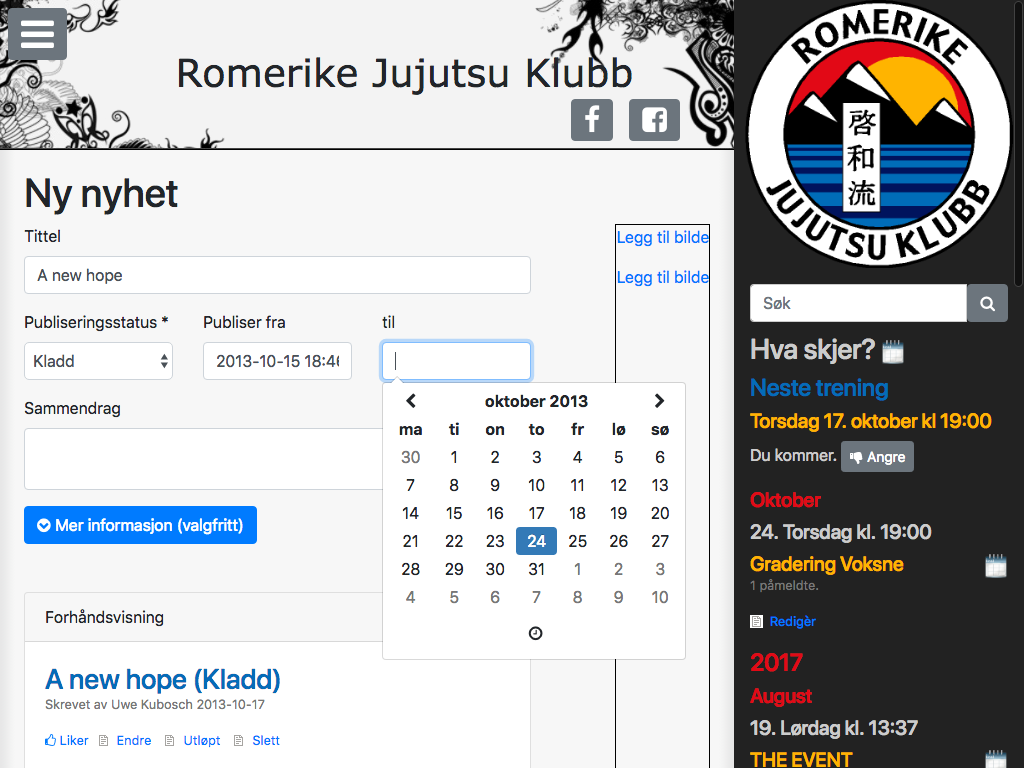 Romerike Jujutsu Klubb
Ny nyhet
Tittel
A new hope
Publiseringsstatus *
Publiser fra
til
Kladd
2013-10-15 18:46
Sammendrag
Mer informasjon (valgfritt)
Legg til bilde
Legg til bilde
oktober 2013
ma ti on to fr lø sø
30 1 2 3 4 5 6
7 8 9 10 11 12 13
14 15 16 17 18 19 20
21 22 23 24 25 26 27
28 29 30 31 1 2 3
4 5 6 7 8 9 10
Forhåndsvisning
A new hope (Kladd)
Skrevet av Uwe Kubosch 2013-10-17
Liker Endre Utløpt Slett
ROMERIKE
啓和流
JUJUTSU KLUBB
Søk
Hva skjer?
Neste trening
Torsdag 17. oktober kl 19:00
Du kommer. Angre
Oktober
24. Torsdag kl. 19:00
Gradering Voksne
1 påmeldte.
Redigèr
2017
August
19. Lørdag kl. 13:37
THE EVENT